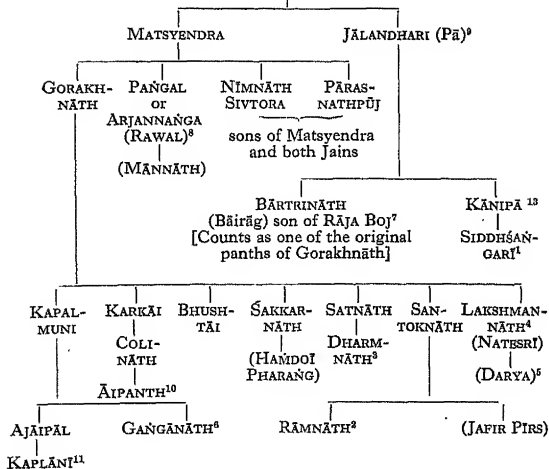 MATSYENDRA JĀLANDHARI (PĀ)⁹
GORAKH-
NĀTH
PAṄGAL
or
ARJANNAṄGA
(RAWAL)⁸
(MĀNNĀTH)
NĪMNĀTH
SIVTORA
PĀRAS-
NATHPŪJ
sons of Matsyendra
and both Jains
BĀRTRINĀTH
(Bāirāg) son of RĀJA BOJ⁷
[Counts as one of the original
panths of Gorakhnāth]
KĀNIPĀ ¹³
SIDDHŚAṄ-
GARĪ¹
KAPAL-
MUNI
KARKĀI
COLI-
NĀTH
ĀIPANTH¹⁰
BHUSH-
TĀI
ŚAKKAR-
NĀTH
(HAṀDOĪ
PHARAṄG)
SATNĀTH
DHARM-
NĀTH³
SAN-
TOKNĀTH
LAKSHMAN-
NĀTH⁴
(NATESRĪ)
(DARYA)⁵
AJĀIPĀL
KAPLĀNĪ¹¹
GAṄGĀNĀTH⁶
RĀMNĀTH²
(JAFIR PĪRS)